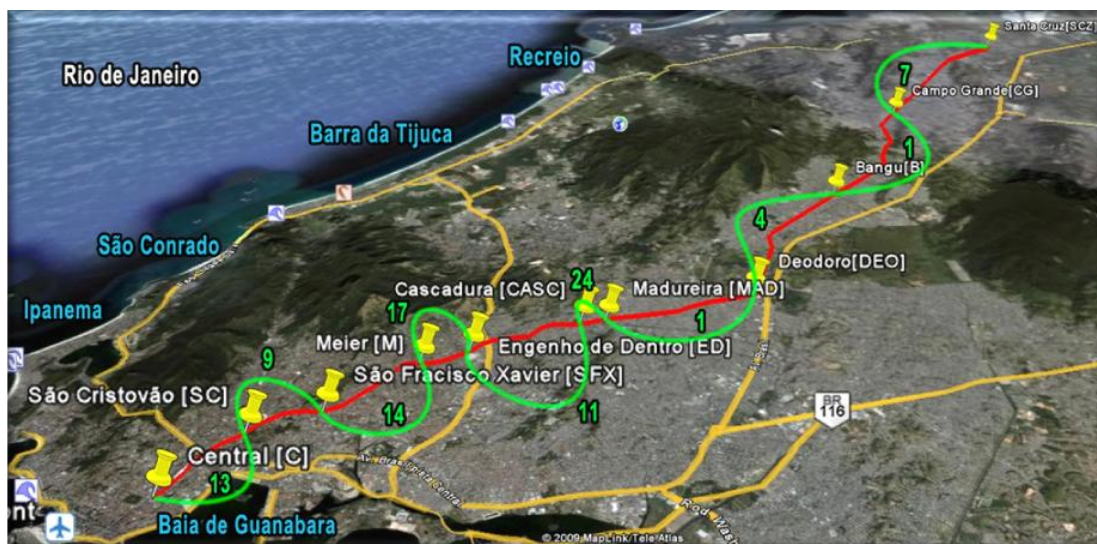 Santa Cruz[SCZ]
Rio de Janeiro
Recreio
7
Campo Grande[CG]
Barra da Tijuca
1
Bangu[B]
4
São Conrado
Deodoro[DEO]
24
Cascadura [CASC]
Madureira [MAD]
Ipanema
17
1
Meier [M]
Engenho de Dentro [ED]
9
São Fracisco Xavier [SFX]
São Cristovão [SC]
14
11
BR
116
Central [C]
13
Baia de Guanabara
ont
© 2009 MapLink/Tele Atlas